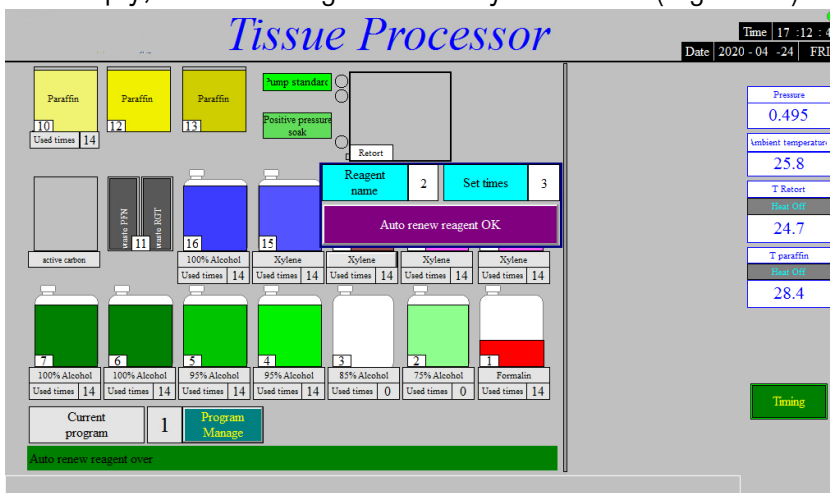 Tissue Processor
Time 17 :12 :
Date 2020 - 04 -24 FRI
Paraffin
Paraffin
Paraffin
10
12
13
Used times 14
Pump standard
Positive pressure
soak
Retort
Pressure
0.495
Ambient temperature
25.8
T Retort
Heat Off
24.7
T paraffin
Heat Off
28.4
Reagent
name
2
Set times
3
Auto renew reagent OK
waste PFN
waste RGT
11
16
15
active carbon
100% Alcohol
Xylene
Xylene
Xylene
Xylene
Used times 14
Used times 14
Used times 14
Used times 14
Used times 14
7
6
5
4
3
2
1
100% Alcohol
100% Alcohol
95% Alcohol
95% Alcohol
85% Alcohol
75% Alcohol
Formalin
Used times 14
Used times 14
Used times 14
Used times 14
Used times 0
Used times 0
Used times 14
Current
program
1
Program
Manage
Timing
Auto renew reagent over